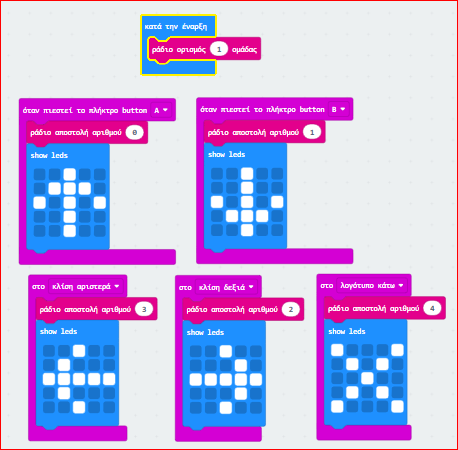 κατά την έναρξη
ράδιο ορισμός 1 ομάδας
όταν πιεστεί το πλήκτρο button A
ράδιο αποστολή αριθμού 0
show leds
όταν πιεστεί το πλήκτρο button B
ράδιο αποστολή αριθμού 1
show leds
στο κλίση αριστερά
ράδιο αποστολή αριθμού 3
show leds
στο κλίση δεξιά
ράδιο αποστολή αριθμού 2
show leds
στο λογότυπο κάτω
ράδιο αποστολή αριθμού 4
show leds